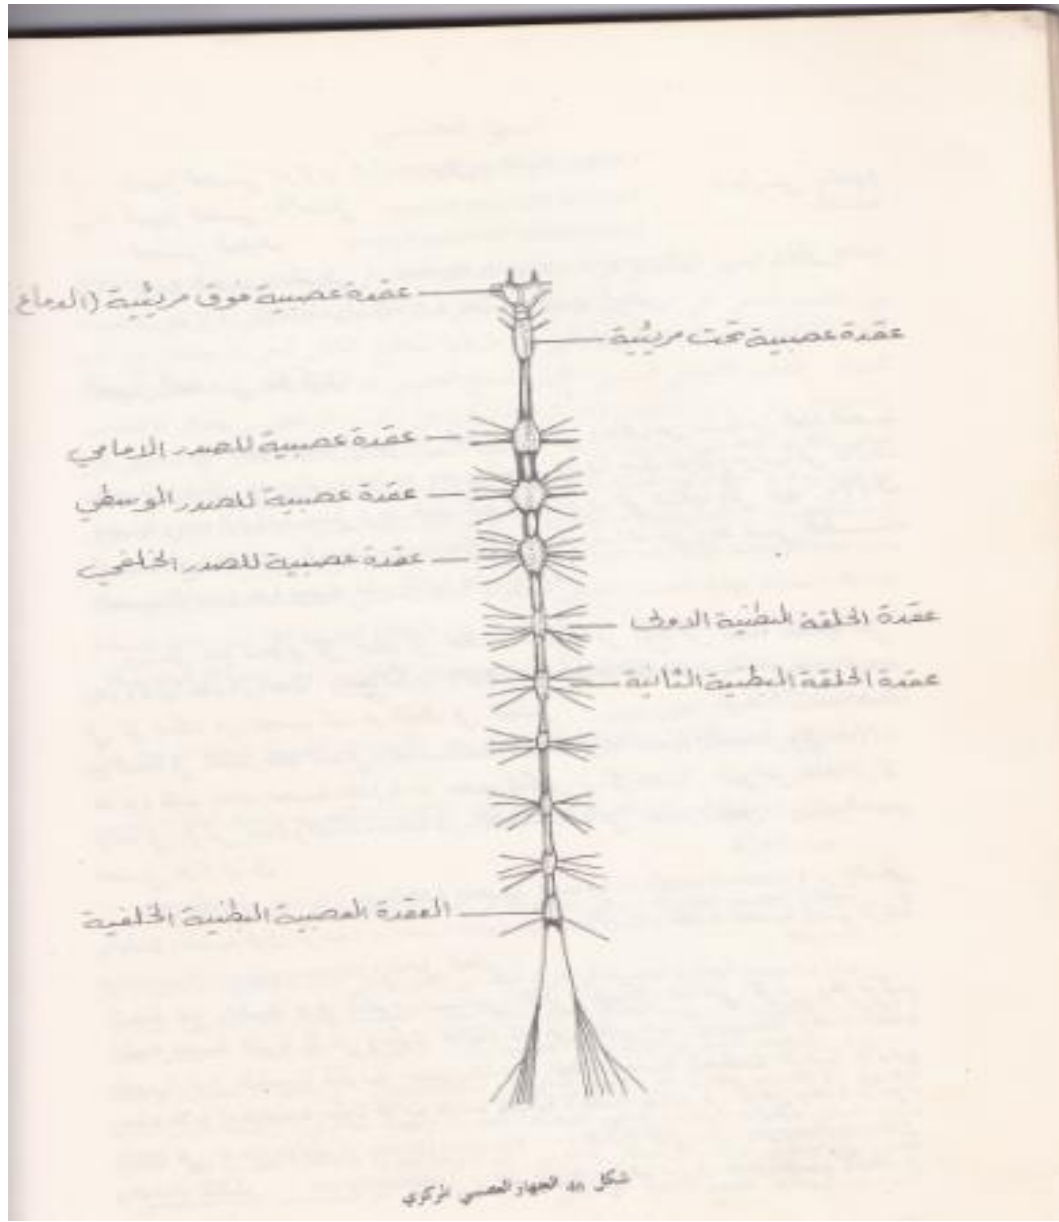 عقدة عصبية فوق مريئية (الدماغ
عقدة عصبية تحت مريئية
عقدة عصبية للصدر الامامي
عقدة عصبية للصدر الوسطي
عقدة عصبية للصدر الخلفي
عقدة الحلقة البطنية الاولى
عقدة الحلقة البطنية الثانية
العقدة العصبية البطنية الخلفية
شكل الجهاز العصبي المركزي